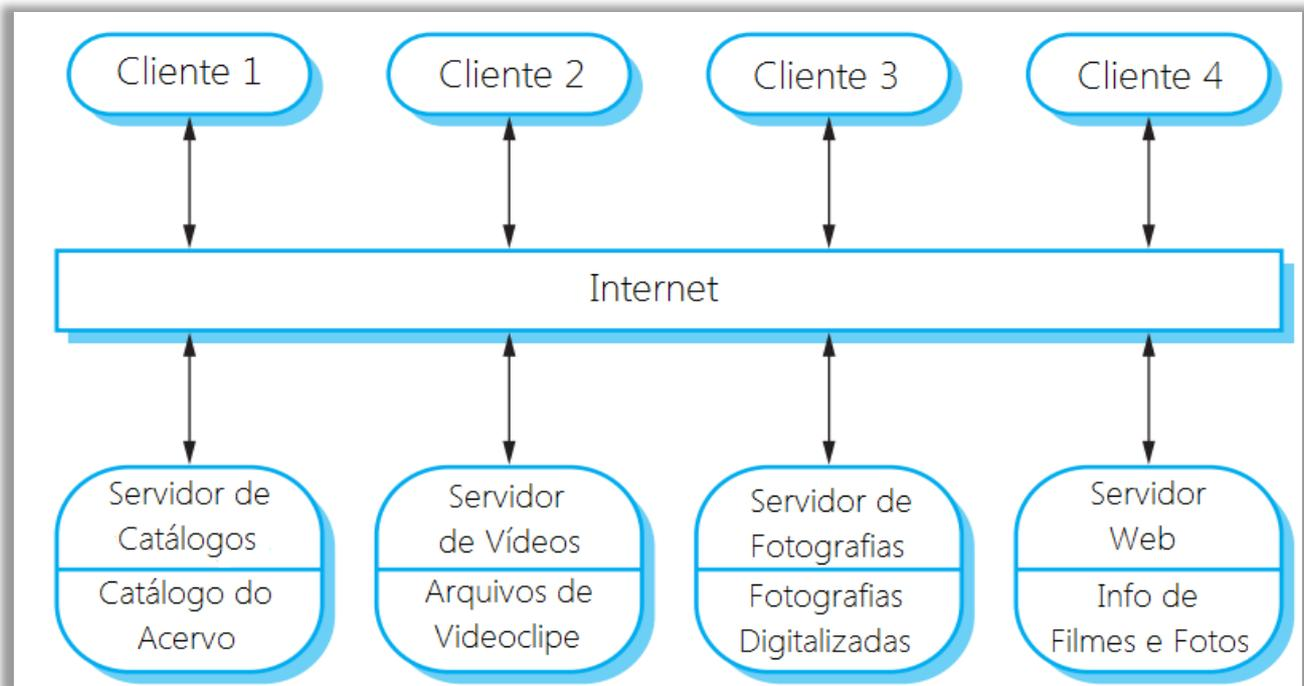 Cliente 1
Cliente 2
Cliente 3
Cliente 4
Internet
Servidor de
Catálogos
Catálogo do
Acervo
Servidor
de Vídeos
Arquivos de
Videoclipe
Servidor de
Fotografias
Fotografias
Digitalizadas
Servidor
Web
Info de
Filmes e Fotos